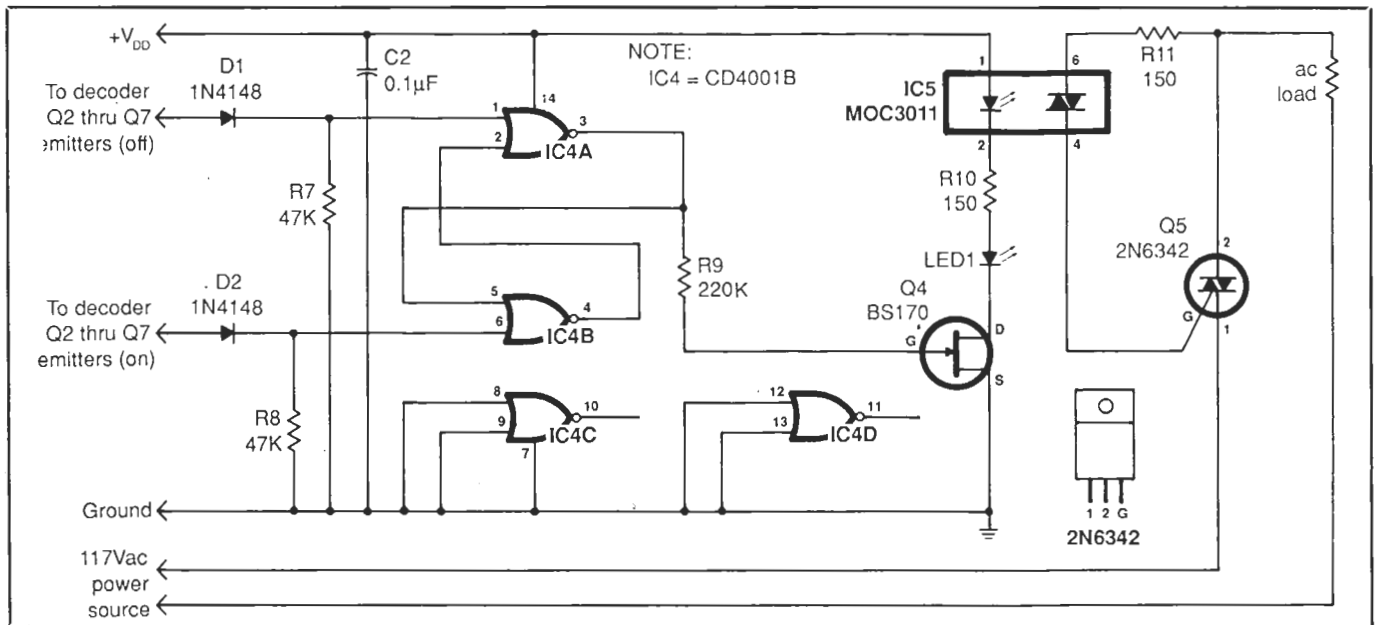 +VDD
D1
1N4148
To decoder
Q2 thru Q7
emitters (off)
C2
0.1µF
R7
47K
14
1
2
3
IC4A
NOTE:
IC4 = CD4001B
IC5
MOC3011
1
2
6
4
R11
150
ac
load
R10
150
LED1
Q5
2N6342
2
G
1
D2
1N4148
To decoder
Q2 thru Q7
emitters (on)
R8
47K
5
6
4
IC4B
R9
220K
Q4
BS170
G
D
S
8
9
10
IC4C
7
12
13
11
IC4D
1 2 G
2N6342
Ground
117Vac
power
source